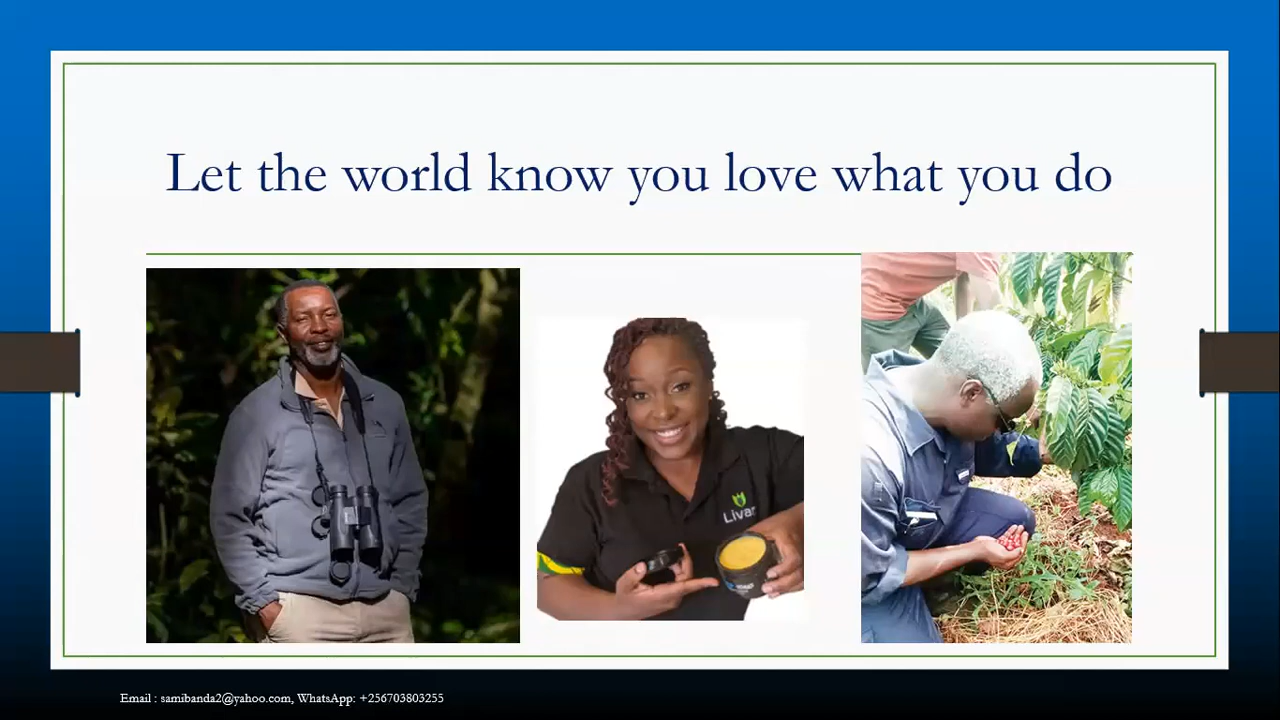 Let the world know you love what you do
Livar
Email : samibanda2@yahoo.com, WhatsApp: +256703803255